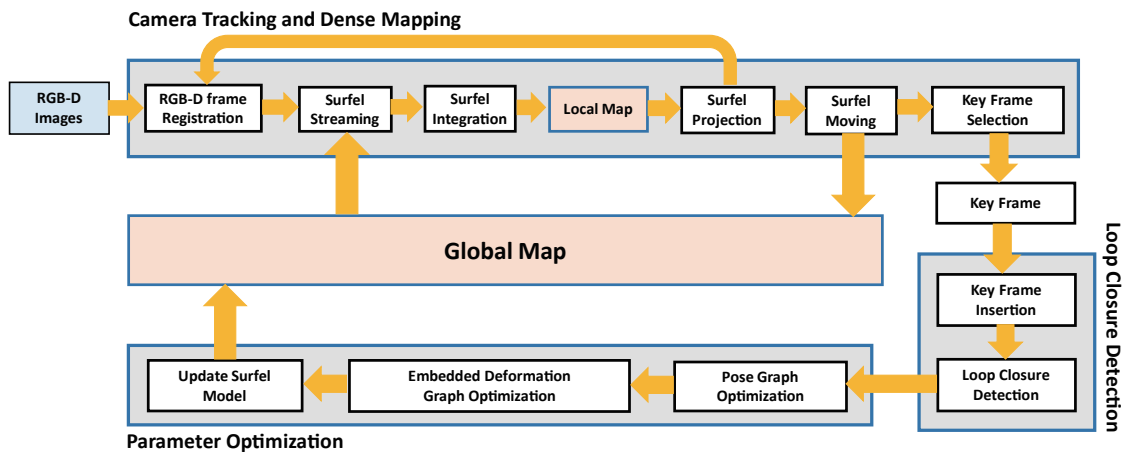 Camera Tracking and Dense Mapping
RGB-D
Images
RGB-D frame
Registration
Surfel
Streaming
Surfel
Integration
Local Map
Surfel
Projection
Surfel
Moving
Key Frame
Selection
Key Frame
Global Map
Loop Closure Detection
Key Frame
Insertion
Loop Closure
Detection
Pose Graph
Optimization
Embedded Deformation
Graph Optimization
Update Surfel
Model
Parameter Optimization